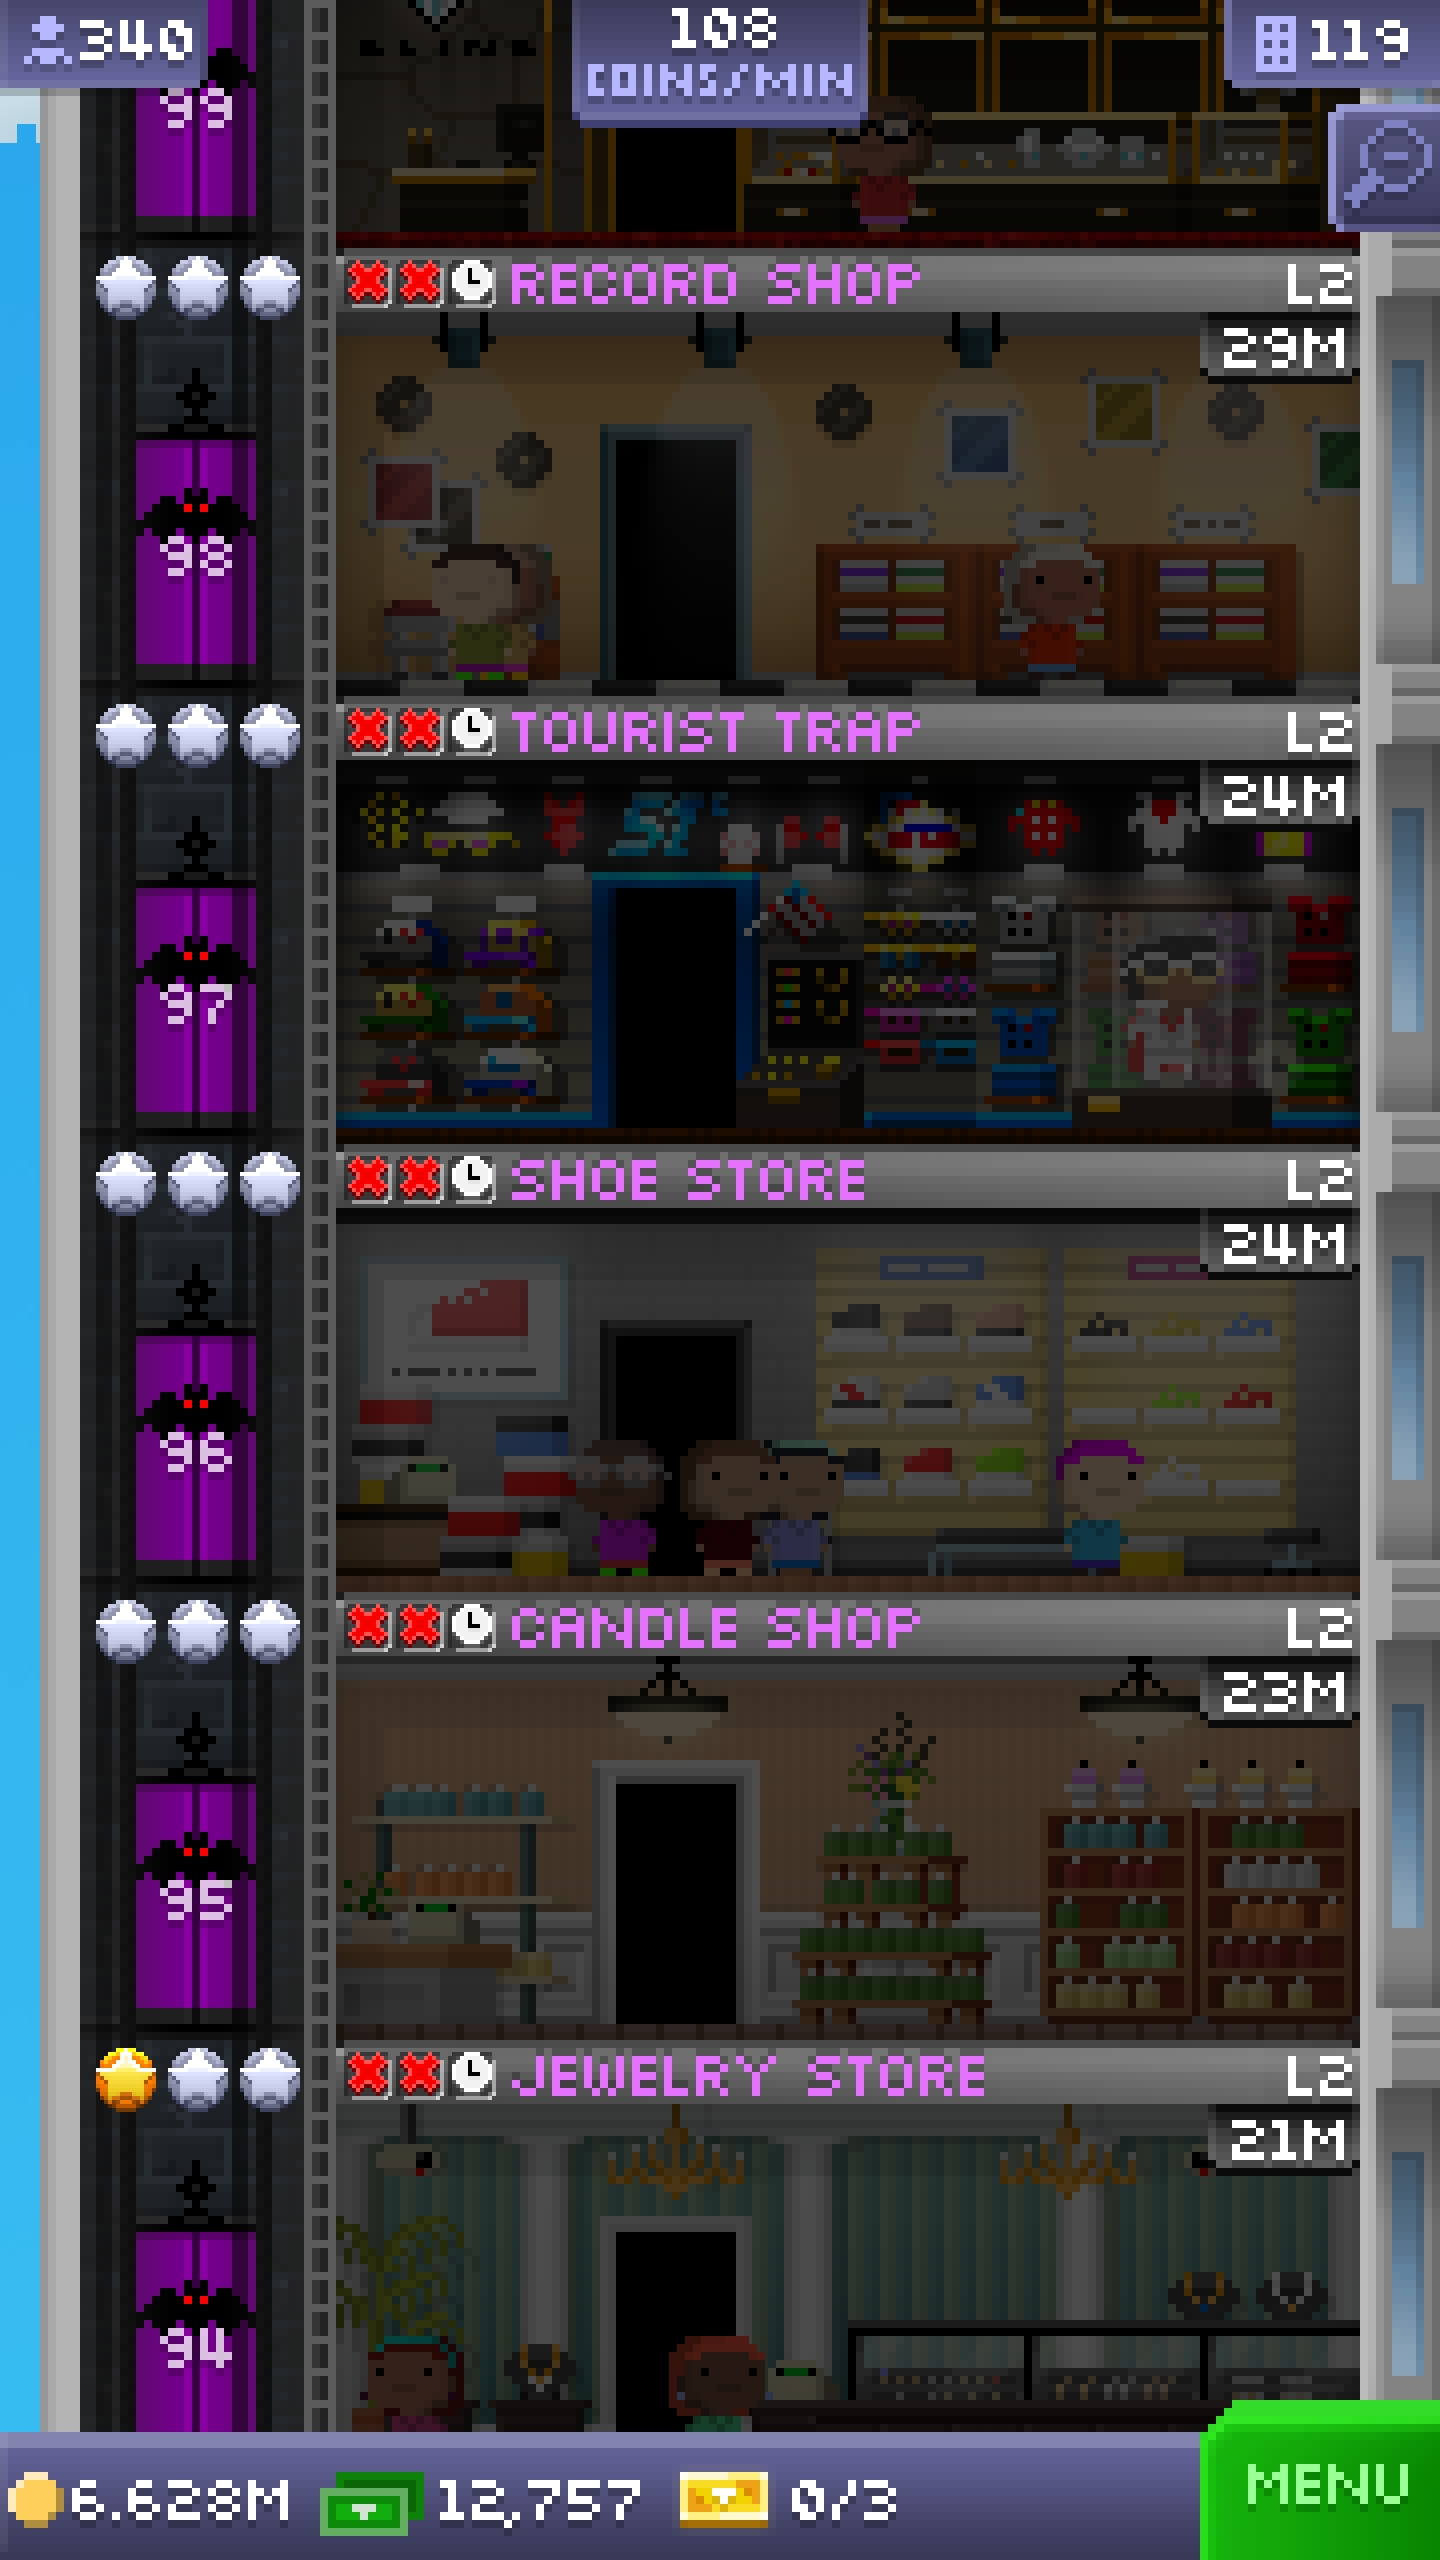 340
108
COINS/MIN
119
99
RECORD SHOP L2
29M
98
TOURIST TRAP L2
24M
97
SHOE STORE L2
24M
96
CANDLE SHOP L2
23M
95
JEWELRY STORE L2
21M
94
6.628M 12,757 0/3
MENU